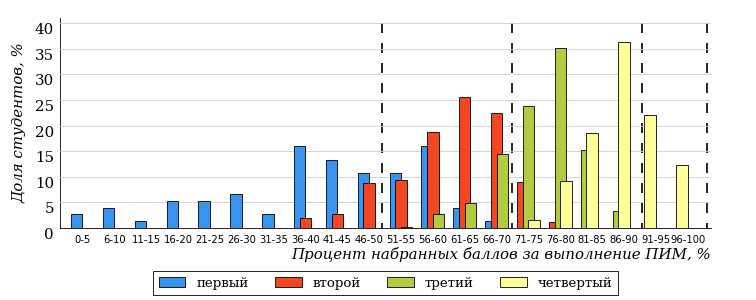 Доля студентов, %
40
35
30
25
20
15
10
5
0
0-5 6-10 11-15 16-20 21-25 26-30 31-35 36-40 41-45 46-50 51-55 56-60 61-65 66-70 71-75 76-80 81-85 86-90 91-95 96-100
Процент набранных баллов за выполнение ПИМ, %
первый второй третий четвертый